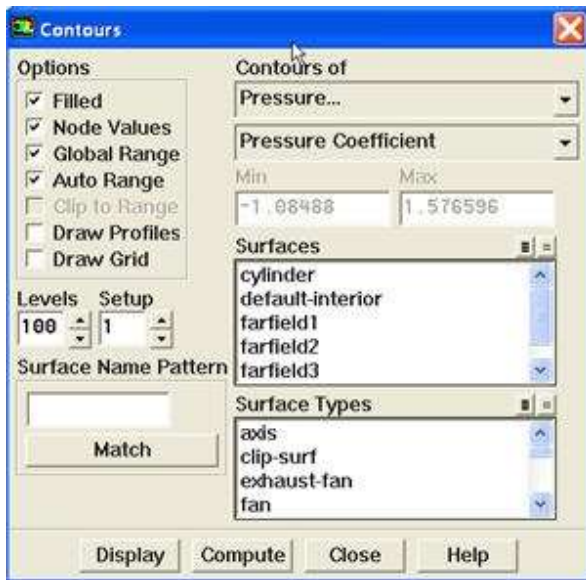 Contours
Options
Filled
Node Values
Global Range
Auto Range
Clip to Range
Draw Profiles
Draw Grid
Levels Setup
100 1
Surface Name Pattern
Match
Contours of
Pressure...
Pressure Coefficient
Min Max
-1.08488 1.576596
Surfaces
cylinder
default-interior
farfield1
farfield2
farfield3
Surface Types
axis
clip-surf
exhaust-fan
fan
Display Compute Close Help